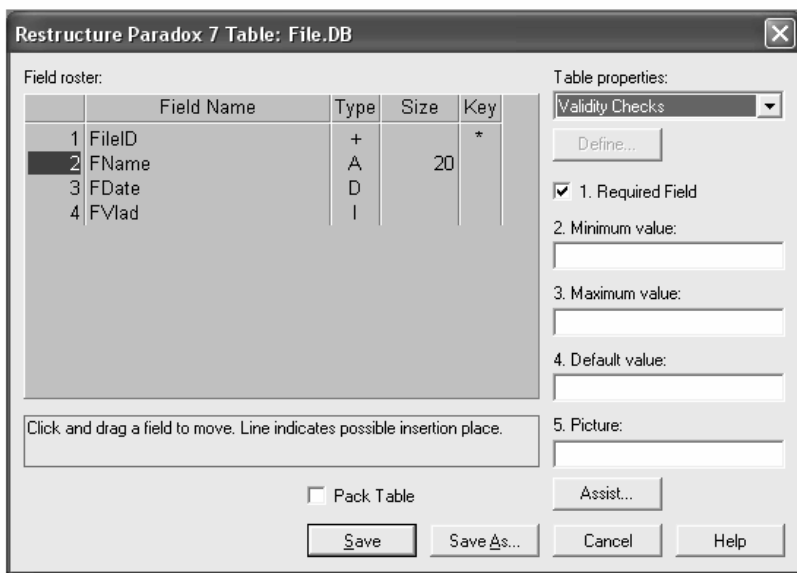 Restructure Paradox 7 Table: File.DB
Field roster:
Field Name Type Size Key
1 FileID + *
2 FName A 20
3 FDate D
4 FVlad I
Click and drag a field to move. Line indicates possible insertion place.
Pack Table
Save
Save As...
Table properties:
Validity Checks
Define...
1. Required Field
2. Minimum value:
3. Maximum value:
4. Default value:
5. Picture:
Assist...
Cancel
Help